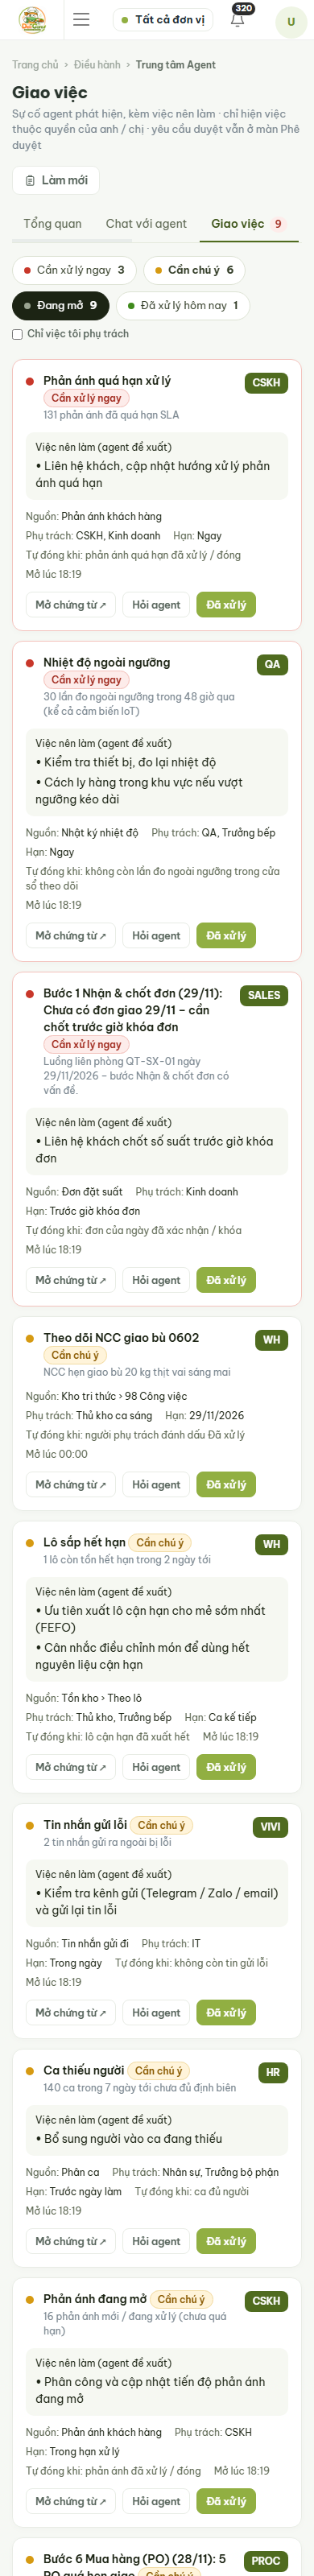 Tất cả đơn vị
320
U
Trang chủ > Điều hành > Trung tâm Agent
Giao việc
Sự cố agent phát hiện, kèm việc nên làm · chỉ hiện việc
thuộc quyền của anh / chị · yêu cầu duyệt vẫn ở màn Phê
duyệt
Làm mới
Tổng quan Chat với agent Giao việc 9
Cần xử lý ngay 3 Cần chú ý 6
Đang mở 9 Đã xử lý hôm nay 1
Chỉ việc tôi phụ trách
Phản ánh quá hạn xử lý CSKH
Cần xử lý ngay
131 phản ánh đã quá hạn SLA
Việc nên làm (agent đề xuất)
• Liên hệ khách, cập nhật hướng xử lý phản
ánh quá hạn
Nguồn: Phản ánh khách hàng
Phụ trách: CSKH, Kinh doanh Hạn: Ngay
Tự đóng khi: phản ánh quá hạn đã xử lý / đóng
Mở lúc 18:19
Mở chứng từ ↗ Hỏi agent Đã xử lý
Nhiệt độ ngoài ngưỡng QA
Cần xử lý ngay
30 lần đo ngoài ngưỡng trong 48 giờ qua
(kể cả cảm biến IoT)
Việc nên làm (agent đề xuất)
• Kiểm tra thiết bị, đo lại nhiệt độ
• Cách ly hàng trong khu vực nếu vượt
ngưỡng kéo dài
Nguồn: Nhật ký nhiệt độ Phụ trách: QA, Trưởng bếp
Hạn: Ngay
Tự đóng khi: không còn lần đo ngoài ngưỡng trong cửa
sổ theo dõi
Mở lúc 18:19
Mở chứng từ ↗ Hỏi agent Đã xử lý
Bước 1 Nhận & chốt đơn (29/11): SALES
Chưa có đơn giao 29/11 – cần
chốt trước giờ khóa đơn
Cần xử lý ngay
Luồng liên phòng QT-SX-01 ngày
29/11/2026 – bước Nhận & chốt đơn có
vấn đề.
Việc nên làm (agent đề xuất)
• Liên hệ khách chốt số suất trước giờ khóa
đơn
Nguồn: Đơn đặt suất Phụ trách: Kinh doanh
Hạn: Trước giờ khóa đơn
Tự đóng khi: đơn của ngày đã xác nhận / khóa
Mở lúc 18:19
Mở chứng từ ↗ Hỏi agent Đã xử lý
Theo dõi NCC giao bù 0602 WH
Cần chú ý
NCC hẹn giao bù 20 kg thịt vai sáng mai
Nguồn: Kho tri thức > 98 Công việc
Phụ trách: Thủ kho ca sáng Hạn: 29/11/2026
Tự đóng khi: người phụ trách đánh dấu Đã xử lý
Mở lúc 00:00
Mở chứng từ ↗ Hỏi agent Đã xử lý
Lô sắp hết hạn Cần chú ý WH
1 lô còn tồn hết hạn trong 2 ngày tới
Việc nên làm (agent đề xuất)
• Ưu tiên xuất lô cận hạn cho mẻ sớm nhất
(FEFO)
• Cân nhắc điều chỉnh món để dùng hết
nguyên liệu cận hạn
Nguồn: Tồn kho > Theo lô
Phụ trách: Thủ kho, Trưởng bếp Hạn: Ca kế tiếp
Tự đóng khi: lô cận hạn đã xuất hết Mở lúc 18:19
Mở chứng từ ↗ Hỏi agent Đã xử lý
Tin nhắn gửi lỗi Cần chú ý VIVI
2 tin nhắn gửi ra ngoài bị lỗi
Việc nên làm (agent đề xuất)
• Kiểm tra kênh gửi (Telegram / Zalo / email)
và gửi lại tin lỗi
Nguồn: Tin nhắn gửi đi Phụ trách: IT
Hạn: Trong ngày Tự đóng khi: không còn tin gửi lỗi
Mở lúc 18:19
Mở chứng từ ↗ Hỏi agent Đã xử lý
Ca thiếu người Cần chú ý HR
140 ca trong 7 ngày tới chưa đủ định biên
Việc nên làm (agent đề xuất)
• Bổ sung người vào ca đang thiếu
Nguồn: Phân ca Phụ trách: Nhân sự, Trưởng bộ phận
Hạn: Trước ngày làm Tự đóng khi: ca đủ người
Mở lúc 18:19
Mở chứng từ ↗ Hỏi agent Đã xử lý
Phản ánh đang mở Cần chú ý CSKH
16 phản ánh mới / đang xử lý (chưa quá
hạn)
Việc nên làm (agent đề xuất)
• Phân công và cập nhật tiến độ phản ánh
đang mở
Nguồn: Phản ánh khách hàng Phụ trách: CSKH
Hạn: Trong hạn xử lý
Tự đóng khi: phản ánh đã xử lý / đóng Mở lúc 18:19
Mở chứng từ ↗ Hỏi agent Đã xử lý
Bước 6 Mua hàng (PO) (28/11): 5 PROC
PO quá hẹn giao Cần chú ý